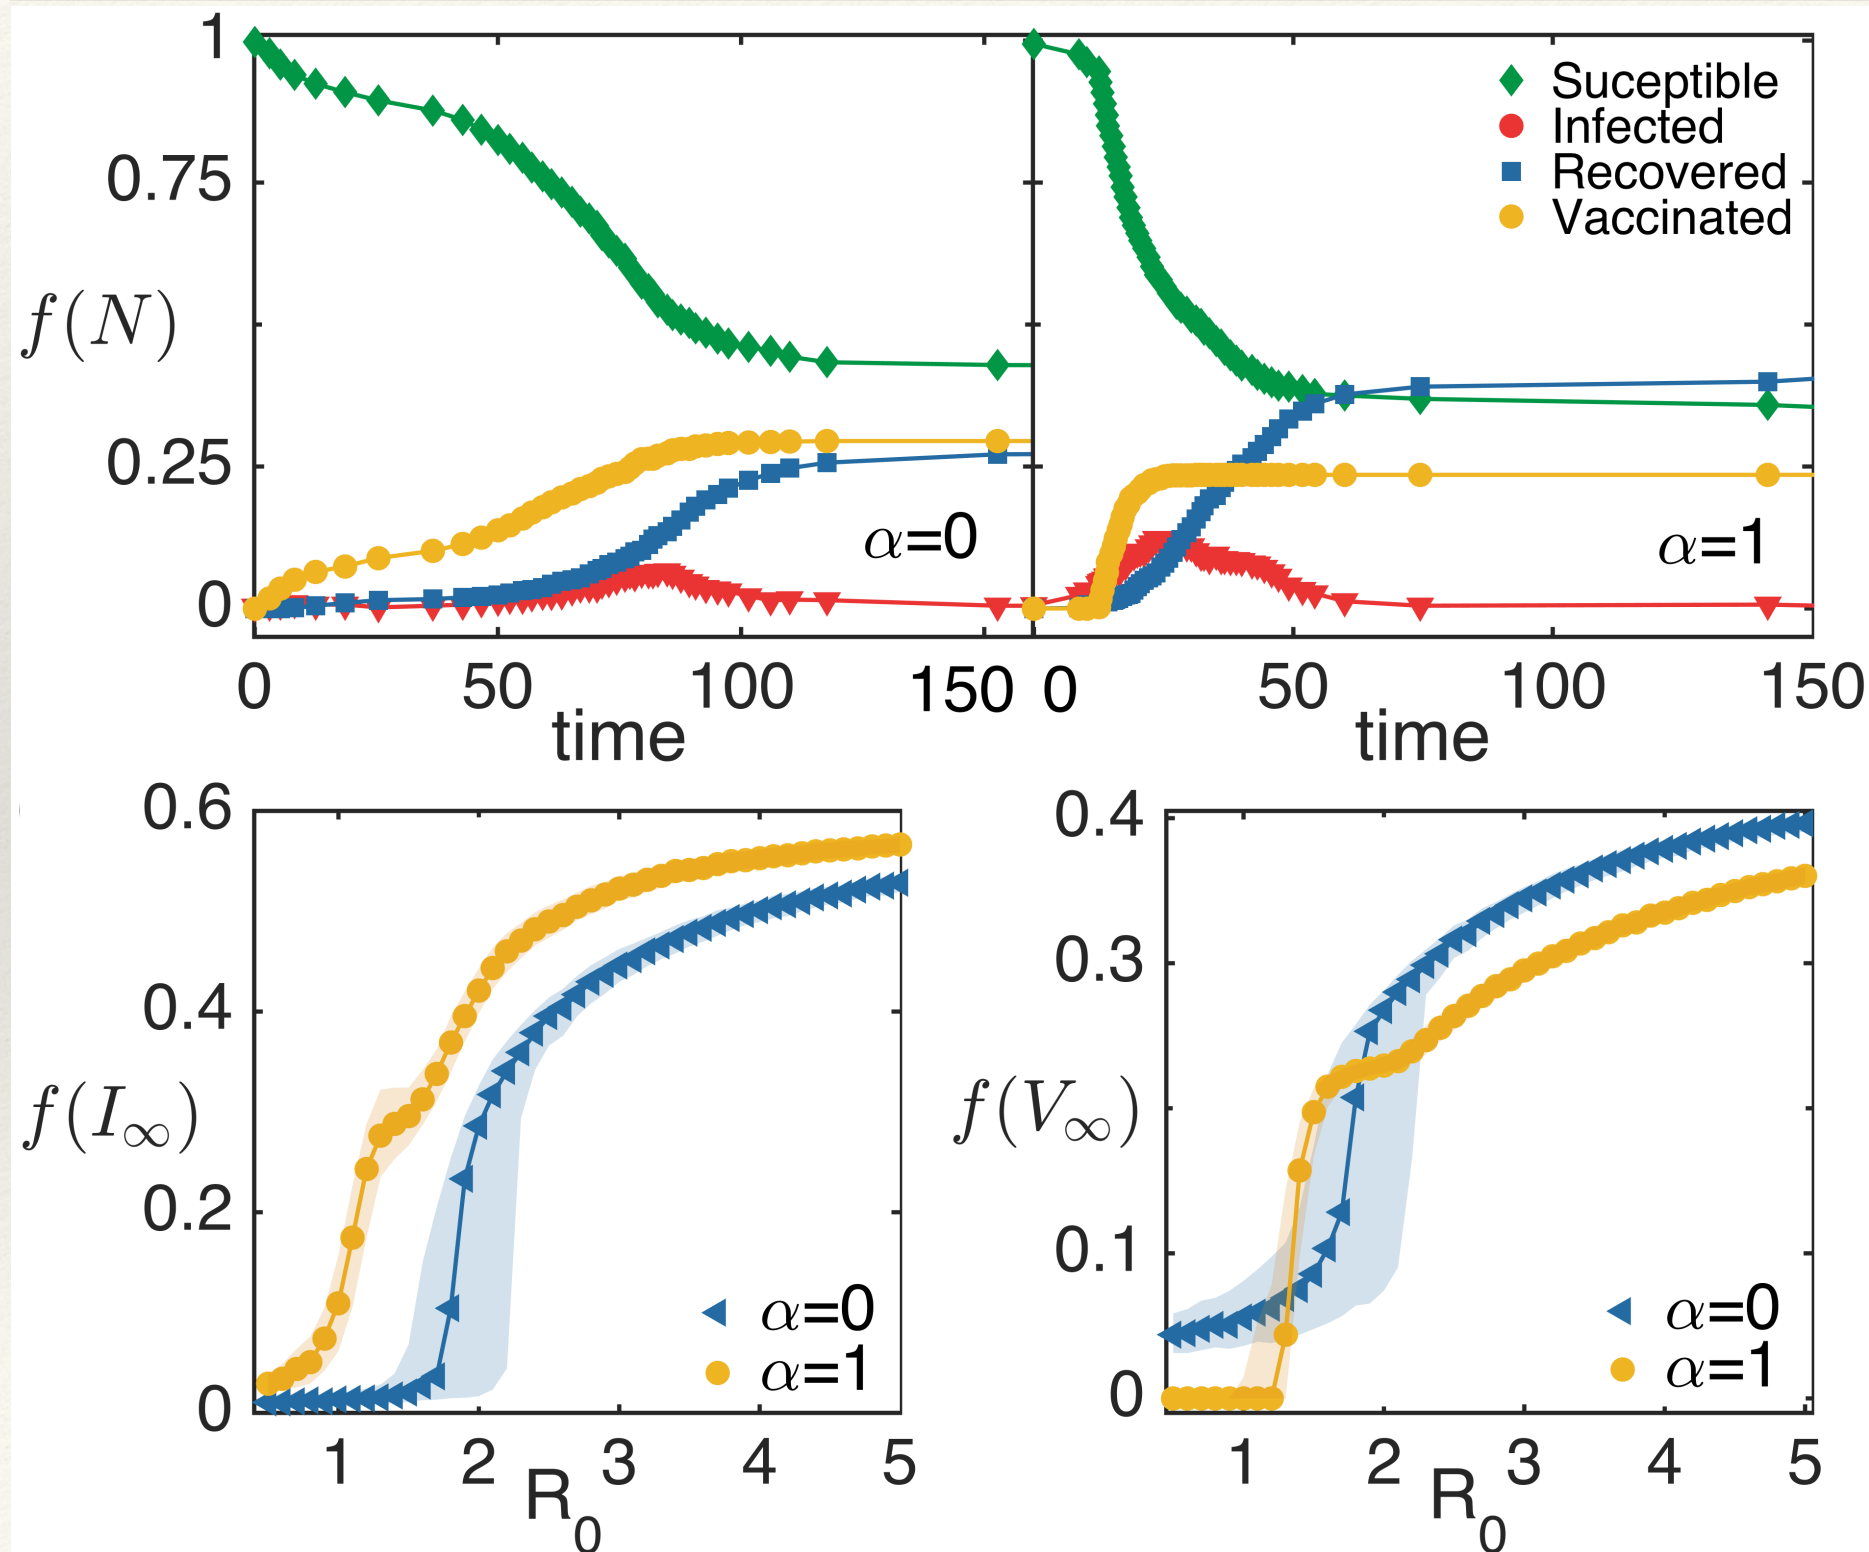 1
0.75
f(N)
0.25
0
Suceptible
Infected
Recovered
Vaccinated
α=0
α=1
0 50 100 150 0 50 100 150
time time
0.6
0.4
f(I∞)
0.2
0
α=0
α=1
1 2 3 4 5
R0
0.4
0.3
f(V∞)
0.1
0
α=0
α=1
1 2 3 4 5
R0